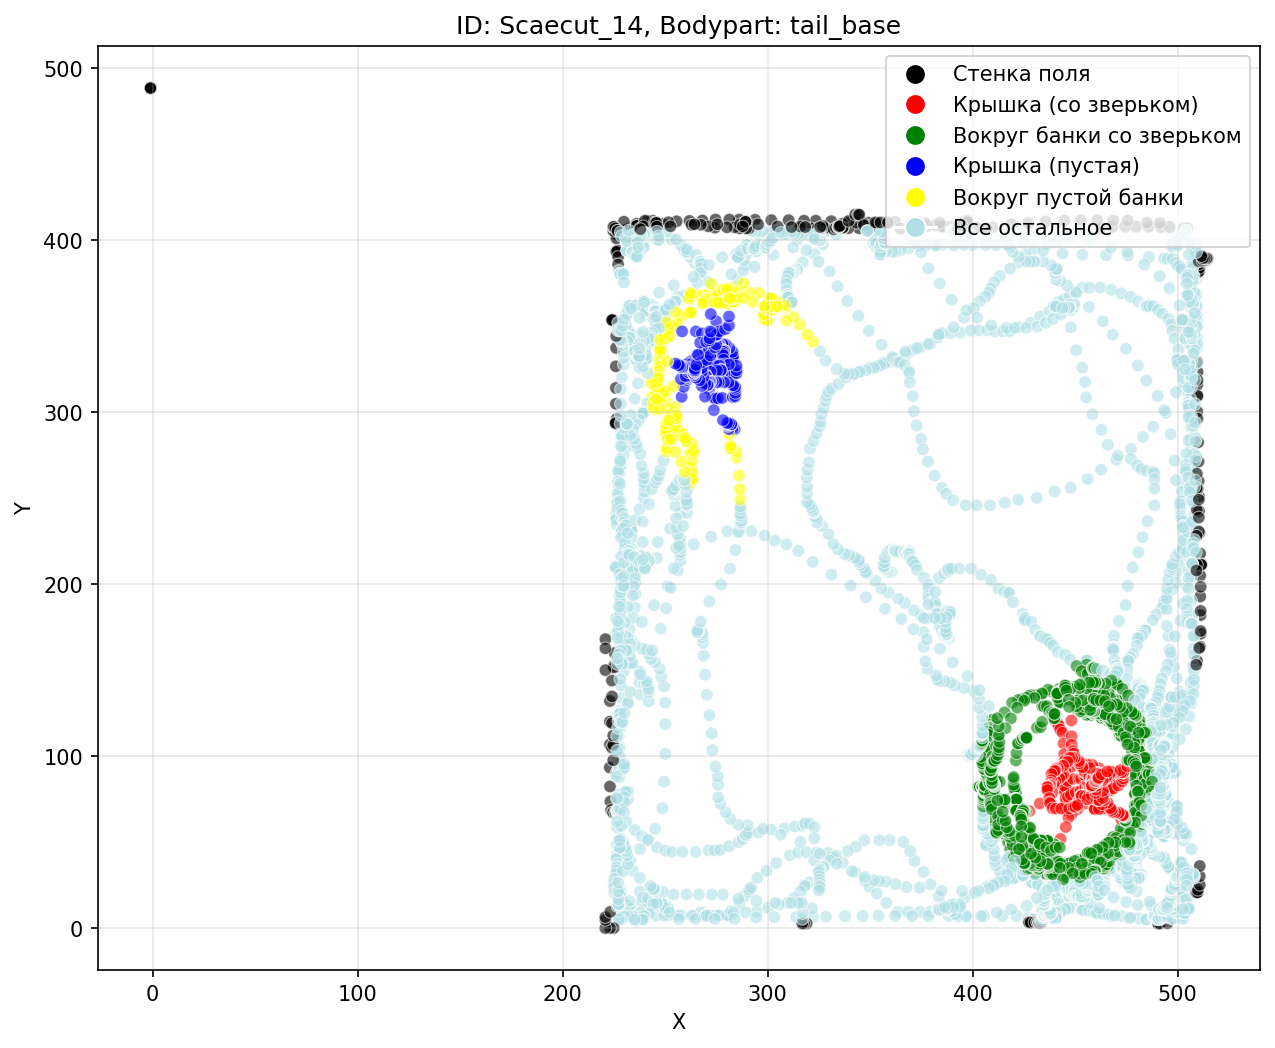 ID: Scaecut_14, Bodypart: tail_base
Стенка поля
Крышка (со зверьком)
Вокруг банки со зверьком
Крышка (пустая)
Вокруг пустой банки
Все остальное
500
400
300
200
100
0
Y
0
100
200
300
400
500
X